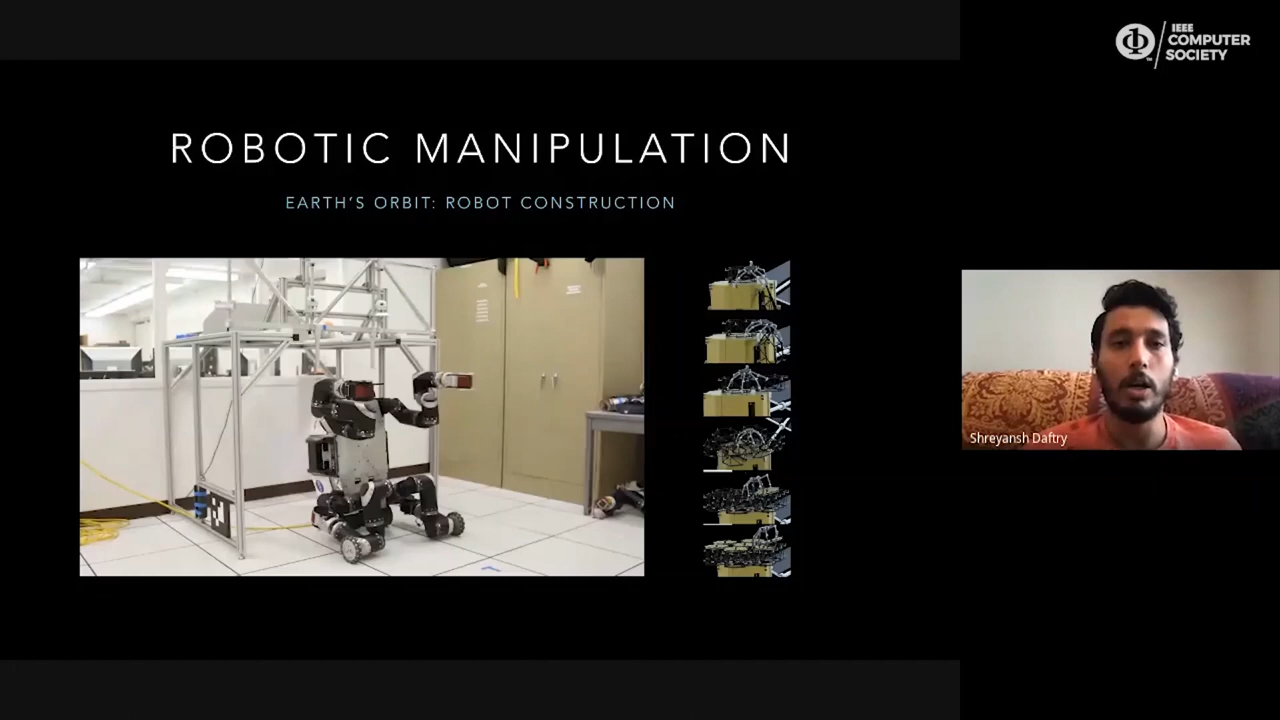 IEEE
COMPUTER
SOCIETY
ROBOTIC MANIPULATION
EARTH'S ORBIT: ROBOT CONSTRUCTION
Shreyansh Daftry